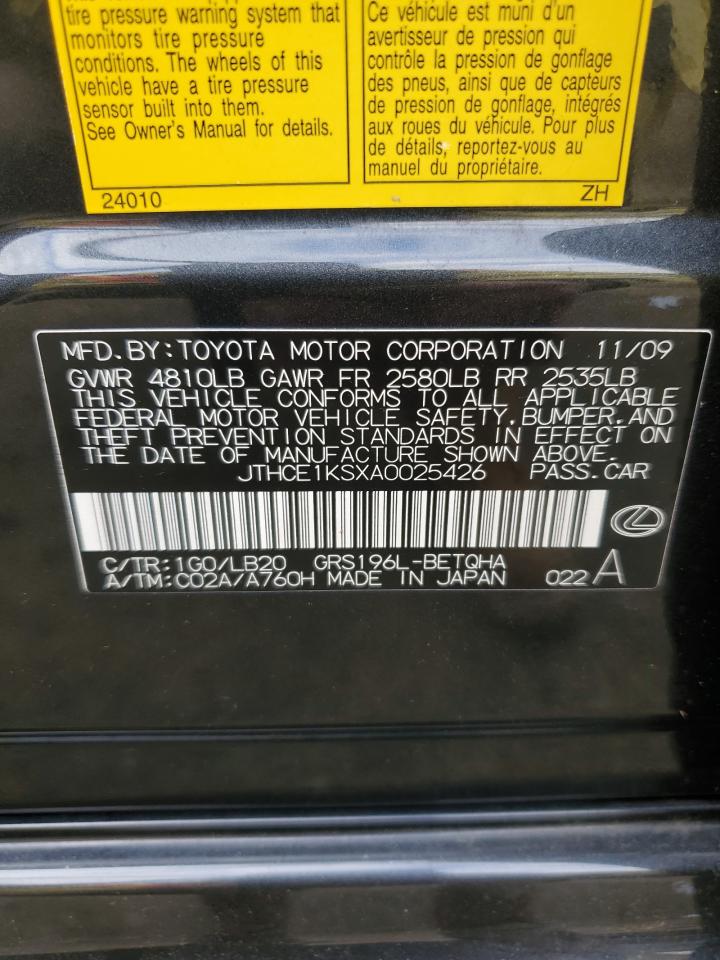 tire pressure warning system that
monitors tire pressure
conditions. The wheels of this
vehicle have a tire pressure
sensor built into them.
See Owner's Manual for details.
24010
Ce véhicule est muni d'un
avertisseur de pression qui
contrôle la pression de gonflage
des pneus, ainsi que de capteurs
de pression de gonflage, intégrés
aux roues du véhicule. Pour plus
de détails, reportez-vous au
manuel du propriétaire.
ZH
MFD.BY:TOYOTA MOTOR CORPORATION 11/09
GVWR 4810LB GAWR FR 2580LB RR 2535LB
THIS VEHICLE CONFORMS TO ALL APPLICABLE
FEDERAL MOTOR VEHICLE SAFETY,BUMPER,AND
THEFT PREVENTION STANDARDS IN EFFECT ON
THE DATE OF MANUFACTURE SHOWN ABOVE.
JTHCE1KSXA0025426 PASS.CAR
C/TR:1G0/LB20 GRS196L-BETQHA
A/TM:C02A/A760H MADE IN JAPAN 022 A